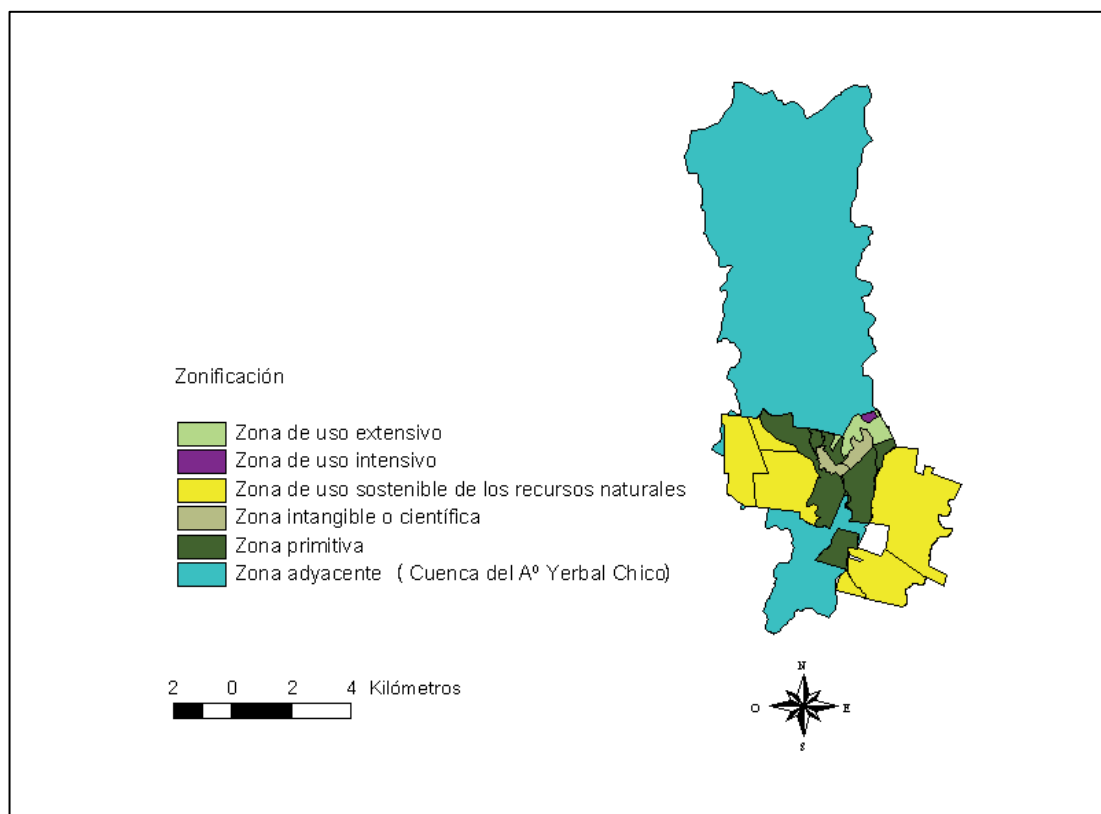 Zonificación
Zona de uso extensivo
Zona de uso intensivo
Zona de uso sostenible de los recursos naturales
Zona intangible o científica
Zona primitiva
Zona adyacente ( Cuenca del Aº Yerbal Chico)
2 0 2 4 Kilómetros
N
O E
S